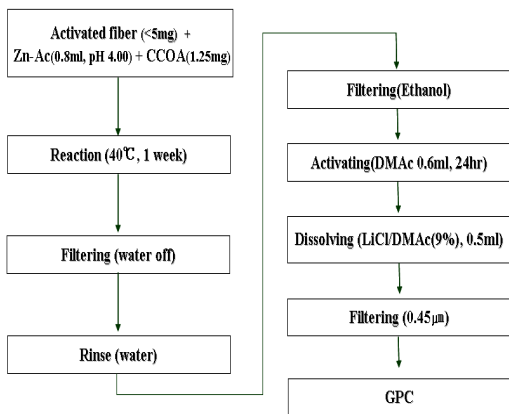 Activated fiber (<5mg) +
Zn-Ac(0.8ml, pH 4.00) + CCOA(1.25mg)
Reaction (40℃, 1 week)
Filtering (water off)
Rinse (water)
Filtering(Ethanol)
Activating(DMAc 0.6ml, 24hr)
Dissolving (LiCl/DMAc(9%), 0.5ml)
Filtering (0.45㎛)
GPC